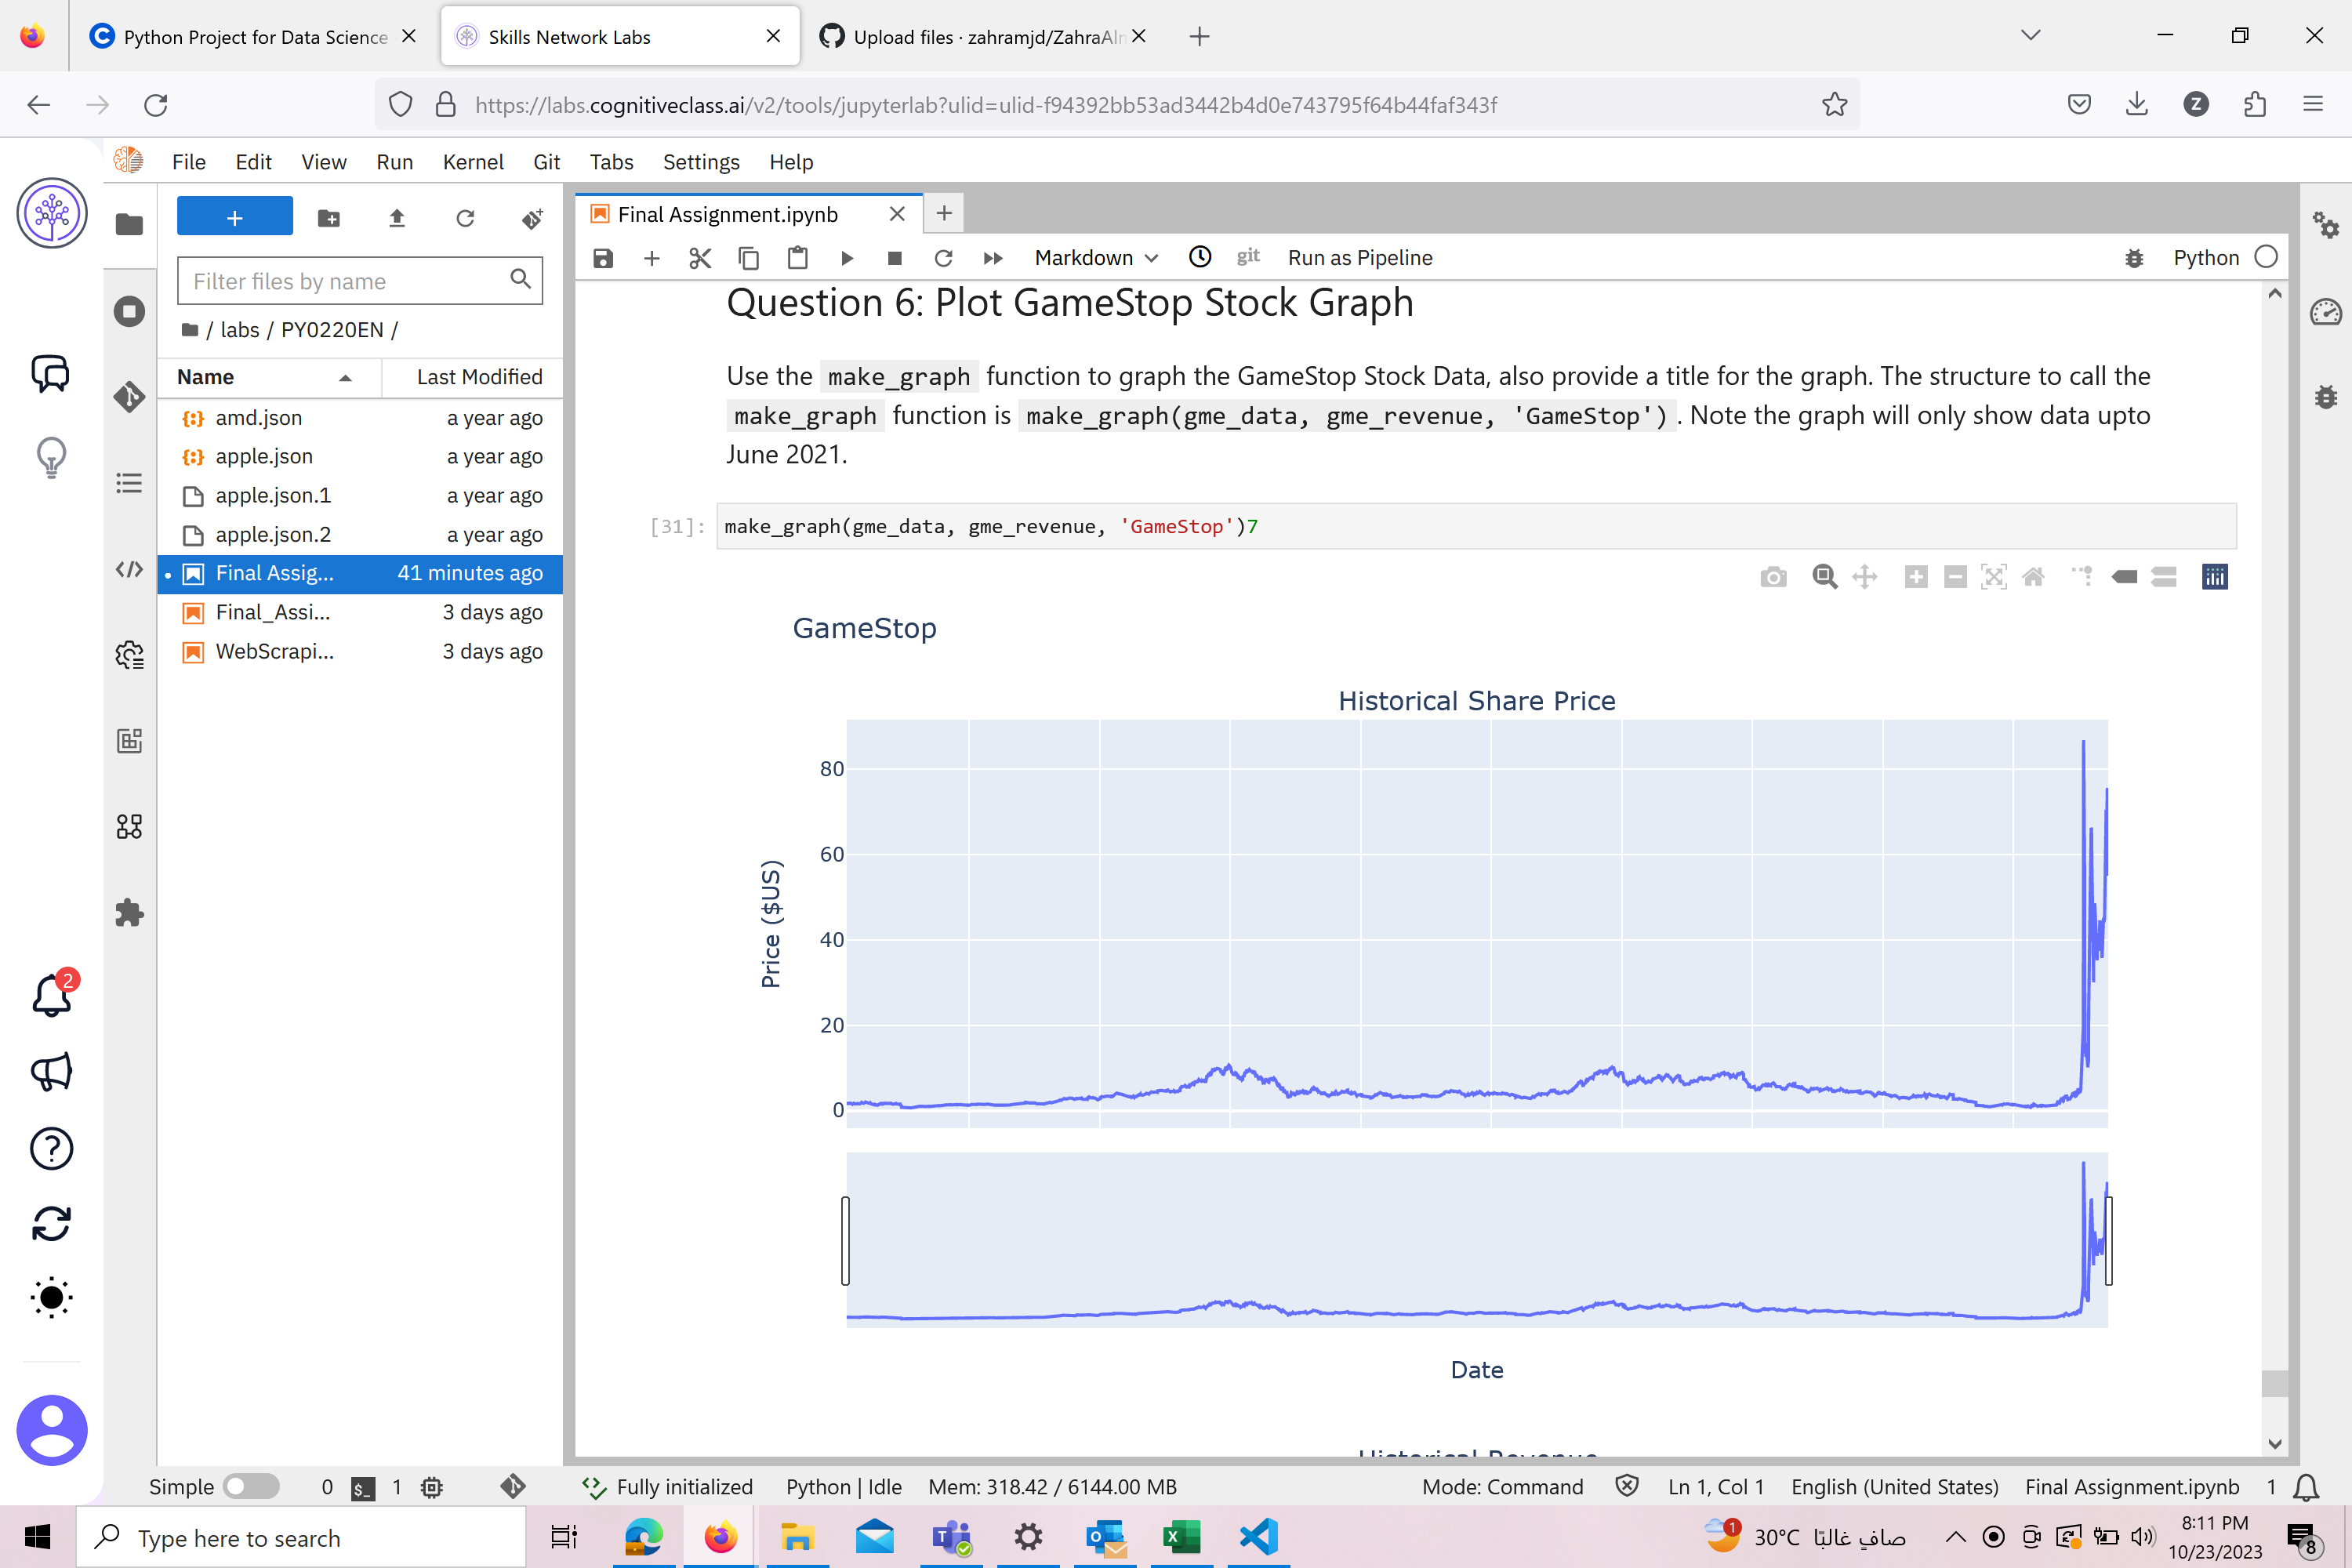 Python Project for Data Science
Skills Network Labs
Upload files · zahramjd/ZahraAln
https://labs.cognitiveclass.ai/v2/tools/jupyterlab?ulid=ulid-f94392bb53ad3442b4d0e743795f64b44faf343f
Z
File Edit View Run Kernel Git Tabs Settings Help
Final Assignment.ipynb
Markdown git Run as Pipeline Python
Filter files by name
/ labs / PY0220EN /
Name Last Modified
amd.json a year ago
apple.json a year ago
apple.json.1 a year ago
apple.json.2 a year ago
Final Assig... 41 minutes ago
Final_Assi... 3 days ago
WebScrapi... 3 days ago
2
Question 6: Plot GameStop Stock Graph
Use the make_graph function to graph the GameStop Stock Data, also provide a title for the graph. The structure to call the
make_graph function is make_graph(gme_data, gme_revenue, 'GameStop'). Note the graph will only show data upto
June 2021.
[31]: make_graph(gme_data, gme_revenue, 'GameStop')7
GameStop
Historical Share Price
80
60
40
20
0
Price ($US)
Date
Historical Revenue
Simple 0 $_ 1 Fully initialized Python | Idle Mem: 318.42 / 6144.00 MB Mode: Command Ln 1, Col 1 English (United States) Final Assignment.ipynb 1
Type here to search
1 30°C صافٍ غالبًا
8:11 PM
10/23/2023
8